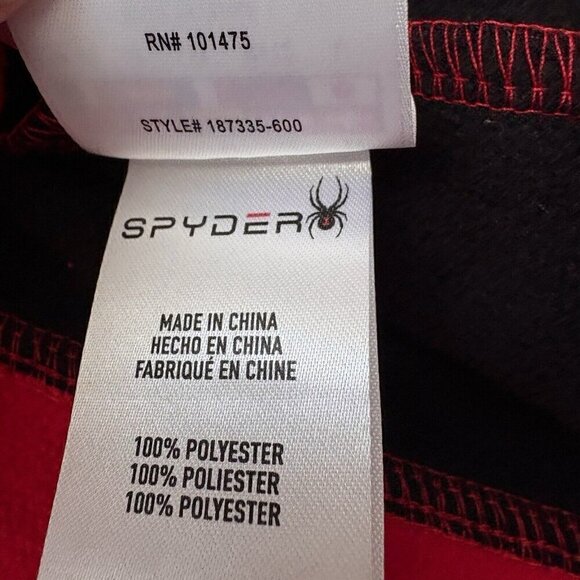 RN# 101475
STYLE# 187335-600
SPYDER
MADE IN CHINA
HECHO EN CHINA
FABRIQUÉ EN CHINE
100% POLYESTER
100% POLIESTER
100% POLYESTER